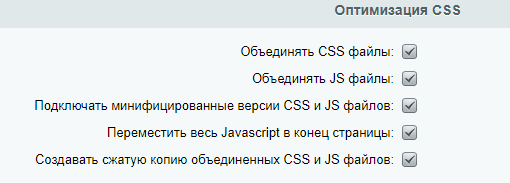 Оптимизация CSS
Объединять CSS файлы:
Объединять JS файлы:
Подключать минифицированные версии CSS и JS файлов:
Переместить весь Javascript в конец страницы:
Создавать сжатую копию объединенных CSS и JS файлов: